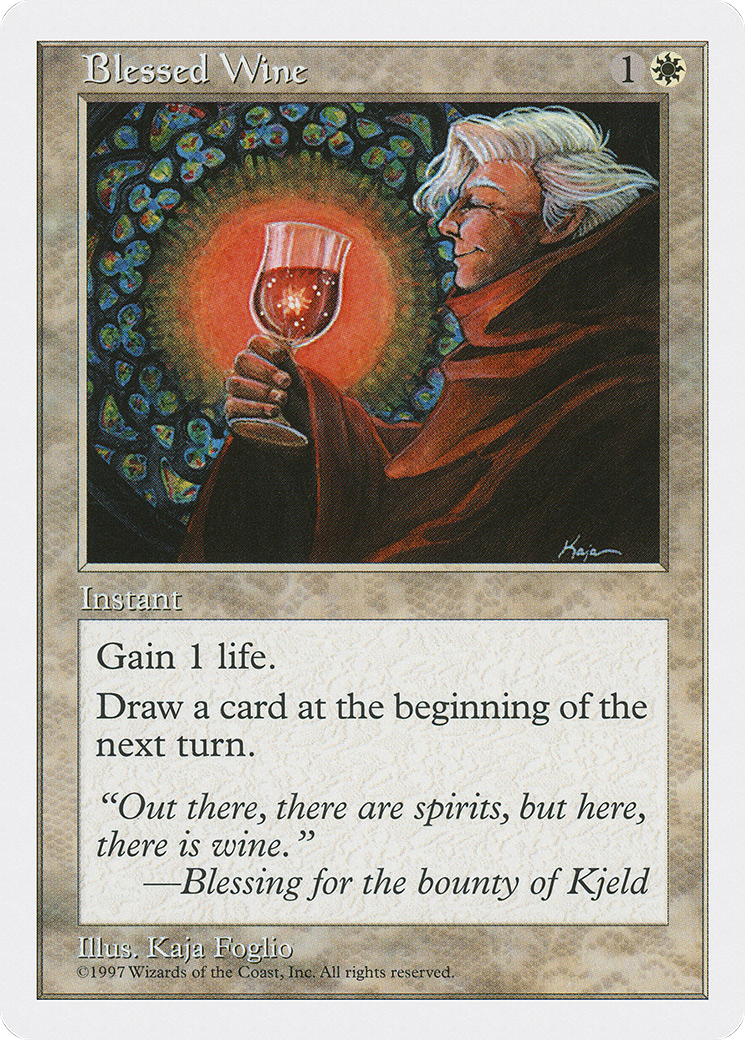 Blessed Wine 1
Kaja
Instant
Gain 1 life.
Draw a card at the beginning of the
next turn.
“Out there, there are spirits, but here,
there is wine.”
—Blessing for the bounty of Kjeld
Illus. Kaja Foglio
©1997 Wizards of the Coast, Inc. All rights reserved.